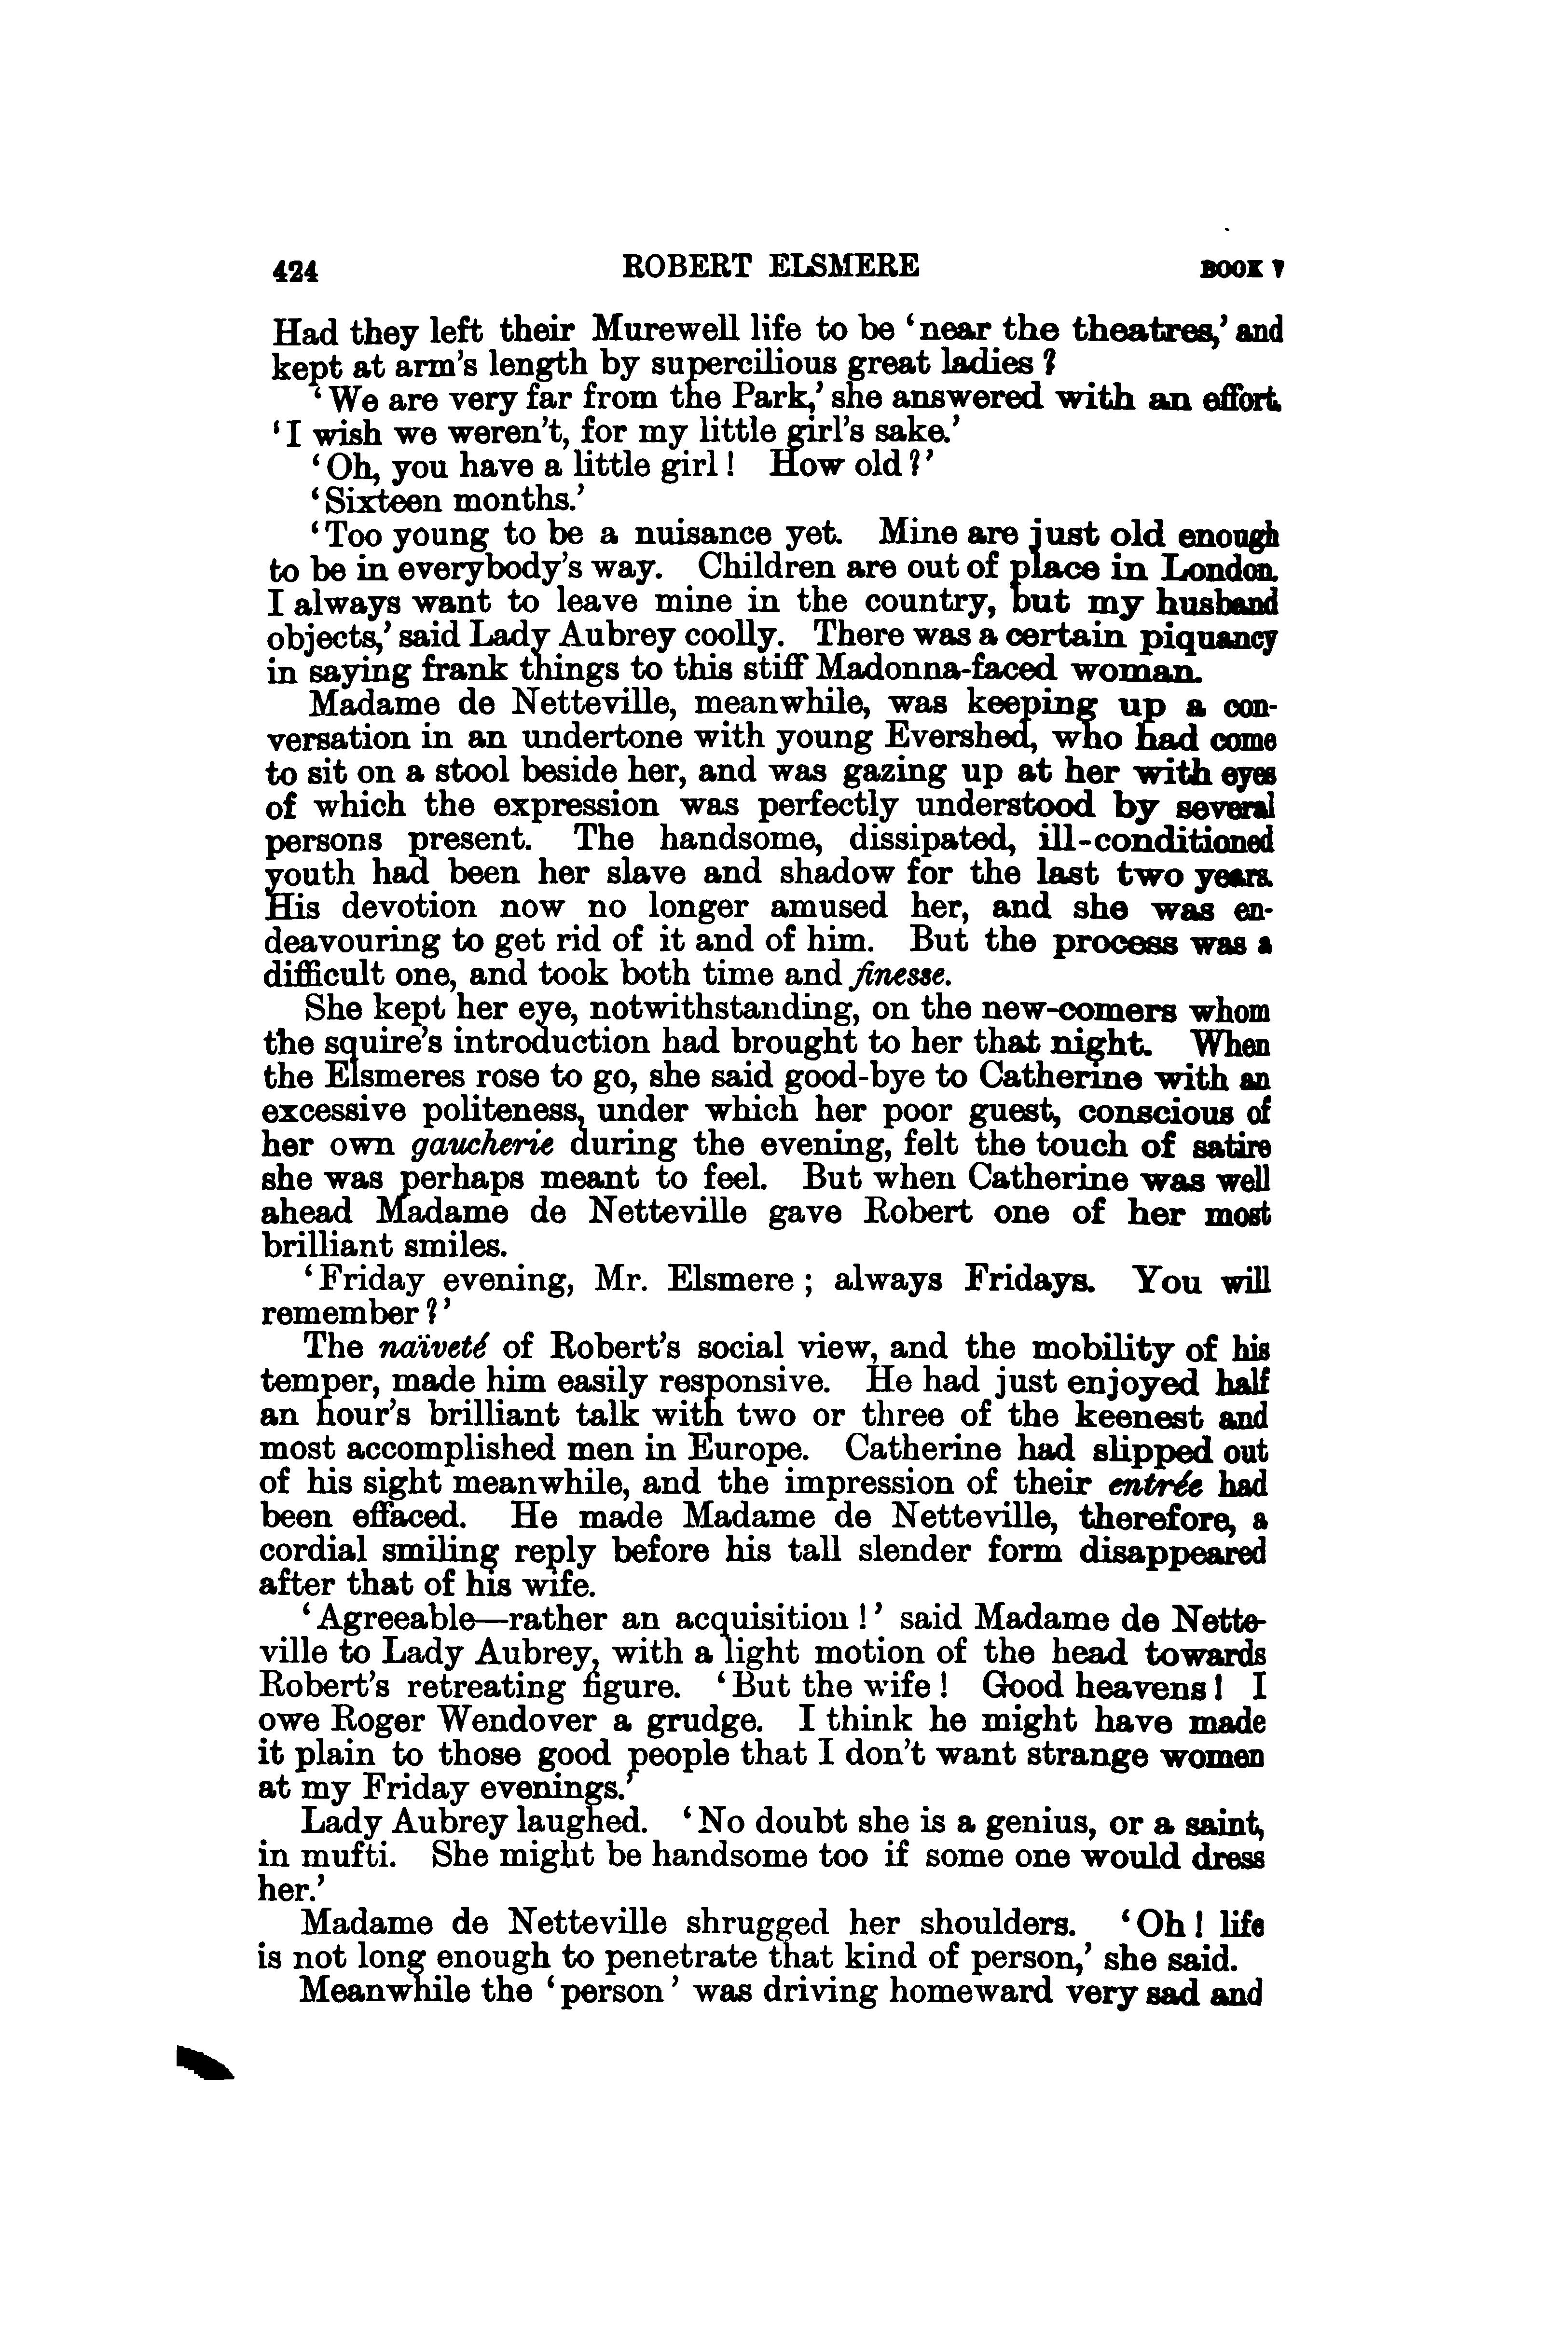 424 ROBERT ELSMERE BOOK V
Had they left their Murewell life to be ‘near the theatres,’ and
kept at arm’s length by supercilious great ladies?
‘We are very far from the Park,’ she answered with an effort.
‘I wish we weren’t, for my little girl’s sake.’
‘Oh, you have a little girl! How old?’
‘Sixteen months.’
‘Too young to be a nuisance yet. Mine are just old enough
to be in everybody’s way. Children are out of place in London.
I always want to leave mine in the country, but my husband
objects,’ said Lady Aubrey coolly. There was a certain piquancy
in saying frank things to this stiff Madonna-faced woman.
Madame de Netteville, meanwhile, was keeping up a con-
versation in an undertone with young Evershed, who had come
to sit on a stool beside her, and was gazing up at her with eyes
of which the expression was perfectly understood by several
persons present. The handsome, dissipated, ill-conditioned
youth had been her slave and shadow for the last two years.
His devotion now no longer amused her, and she was en-
deavouring to get rid of it and of him. But the process was a
difficult one, and took both time and finesse.
She kept her eye, notwithstanding, on the new-comers whom
the squire’s introduction had brought to her that night. When
the Elsmeres rose to go, she said good-bye to Catherine with an
excessive politeness, under which her poor guest, conscious of
her own gaucherie during the evening, felt the touch of satire
she was perhaps meant to feel. But when Catherine was well
ahead Madame de Netteville gave Robert one of her most
brilliant smiles.
‘Friday evening, Mr. Elsmere; always Fridays. You will
remember?’
The naïveté of Robert’s social view, and the mobility of his
temper, made him easily responsive. He had just enjoyed half
an hour’s brilliant talk with two or three of the keenest and
most accomplished men in Europe. Catherine had slipped out
of his sight meanwhile, and the impression of their entrée had
been effaced. He made Madame de Netteville, therefore, a
cordial smiling reply before his tall slender form disappeared
after that of his wife.
‘Agreeable—rather an acquisition!’ said Madame de Nette-
ville to Lady Aubrey, with a light motion of the head towards
Robert’s retreating figure. ‘But the wife! Good heavens! I
owe Roger Wendover a grudge. I think he might have made
it plain to those good people that I don’t want strange women
at my Friday evenings.’
Lady Aubrey laughed. ‘No doubt she is a genius, or a saint,
in mufti. She might be handsome too if some one would dress
her.’
Madame de Netteville shrugged her shoulders. ‘Oh! life
is not long enough to penetrate that kind of person,’ she said.
Meanwhile the ‘person’ was driving homeward very sad and